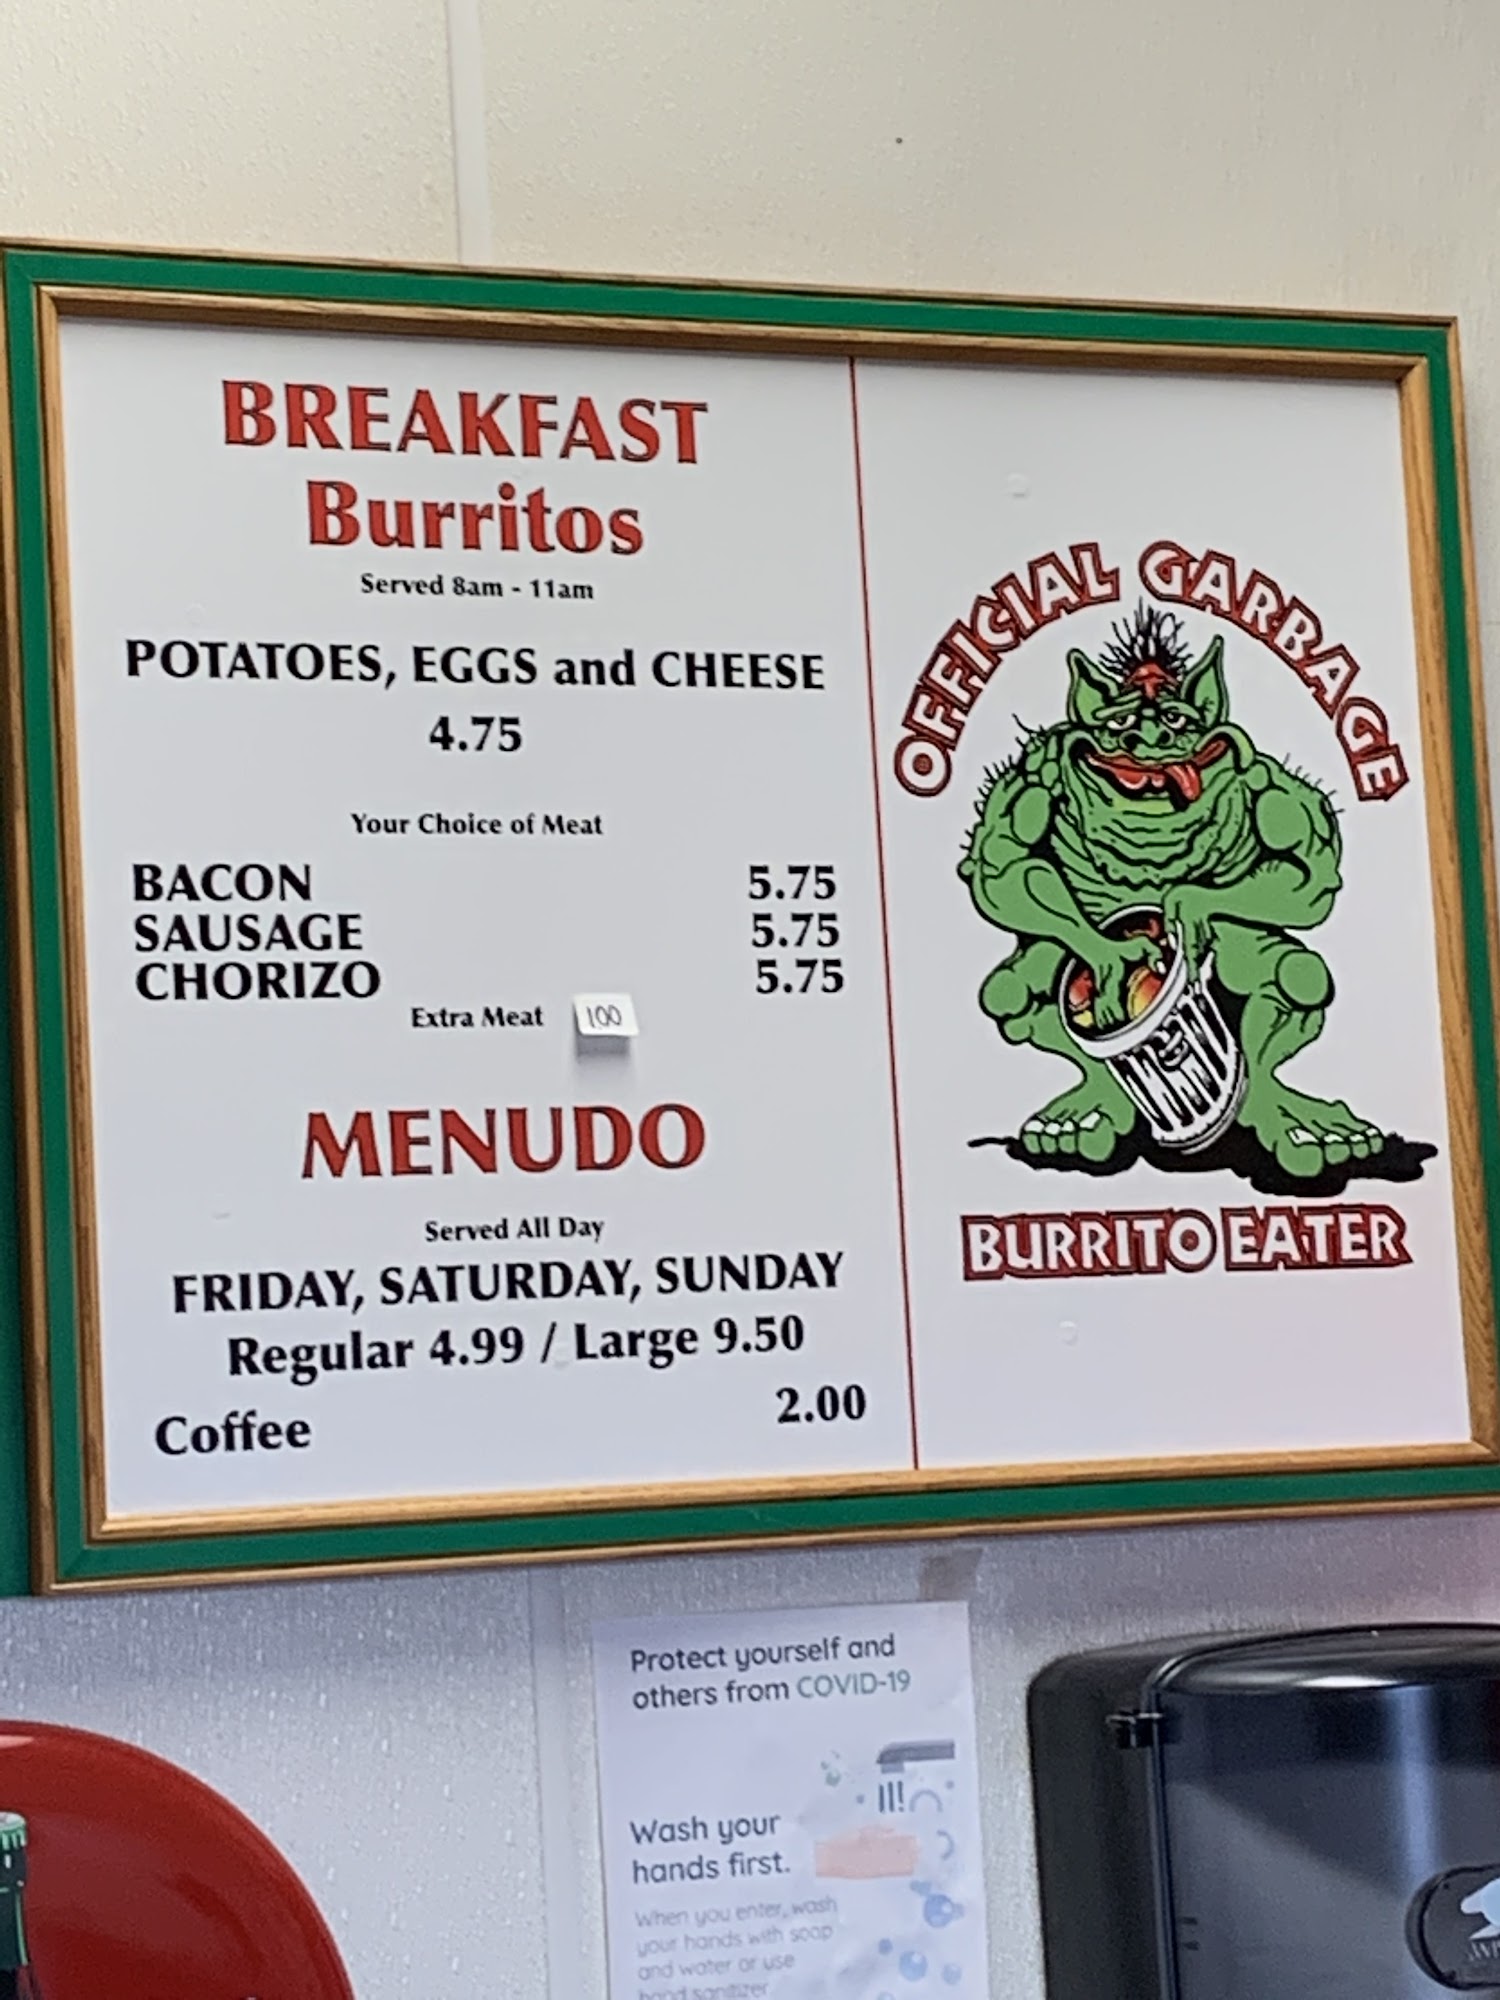 BREAKFAST
Burritos
Served 8am - 11am
POTATOES, EGGS and CHEESE
4.75
Your Choice of Meat
BACON 5.75
SAUSAGE 5.75
CHORIZO 5.75
Extra Meat 100
MENUDO
Served All Day
FRIDAY, SATURDAY, SUNDAY
Regular 4.99 / Large 9.50
Coffee 2.00
OFFICIAL GARBAGE
BURRITO EATER
Protect yourself and
others from COVID-19
Wash your
hands first.
When you enter, wash
your hands with soap
and water or use
hand sanitizer